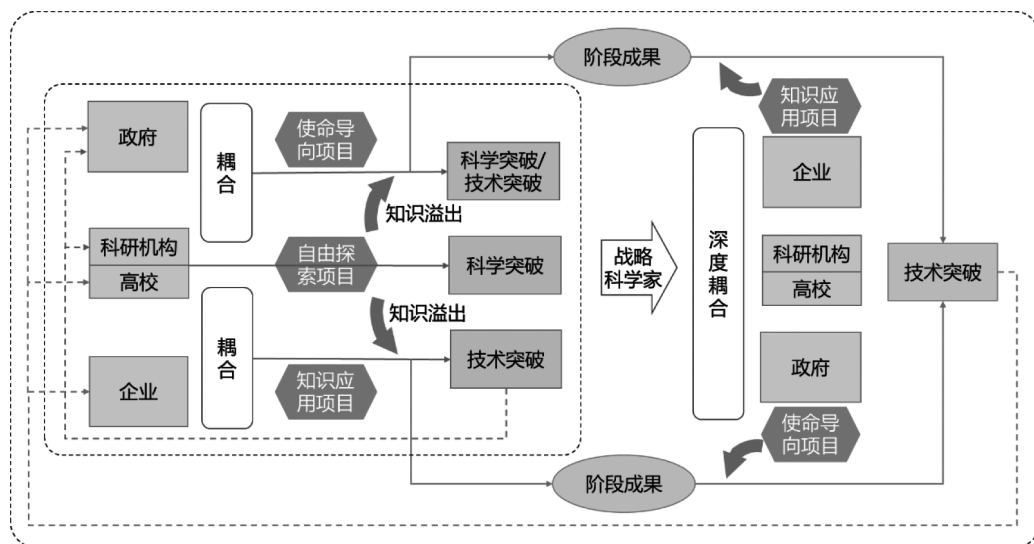 阶段成果
知识应
用项目
政府
耦
合
使命导
向项目
科学突破/
技术突破
知识溢出
企业
科研机构
高校
自由探
索项目
科学突破
战略
科学家
深
度
耦
合
科研机构
高校
技术突破
知识溢出
企业
耦
合
知识应
用项目
技术突破
政府
使命导
向项目
阶段成果